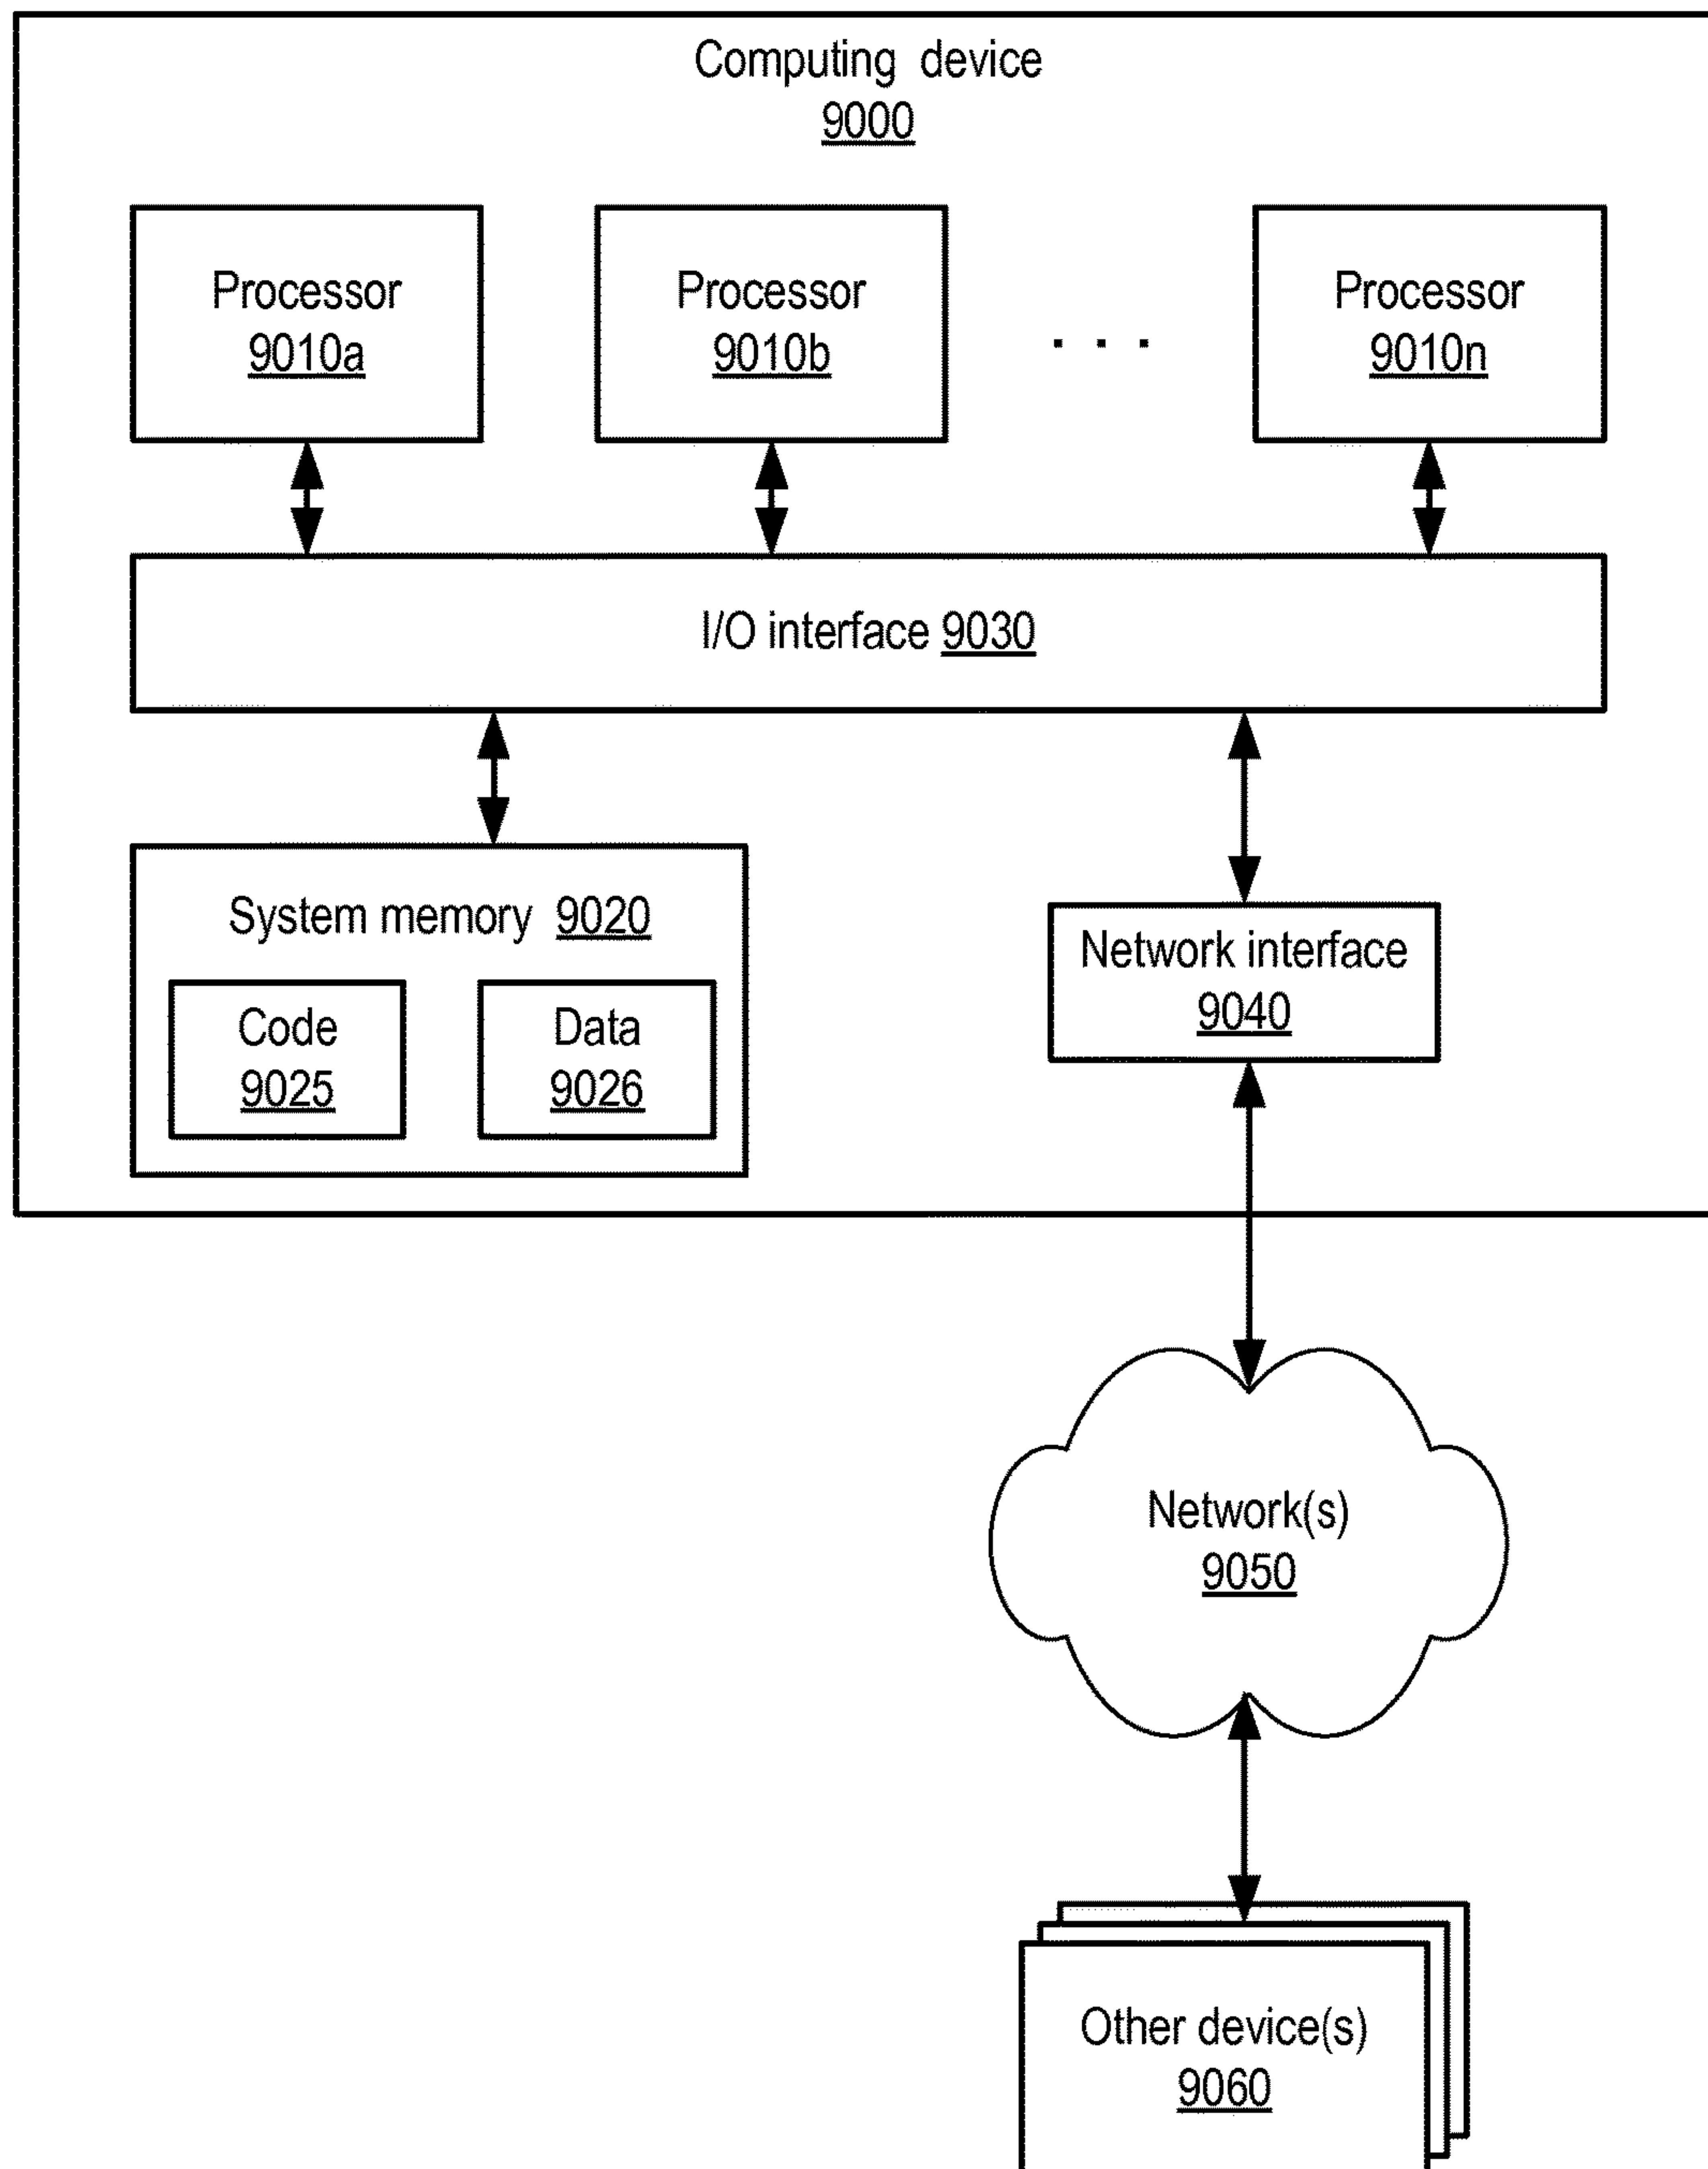 Computing device
9000
Processor
9010a
Processor
9010b
. . .
Processor
9010n
I/O interface 9030
System memory 9020
Code
9025
Data
9026
Network interface
9040
Network(s)
9050
Other device(s)
9060